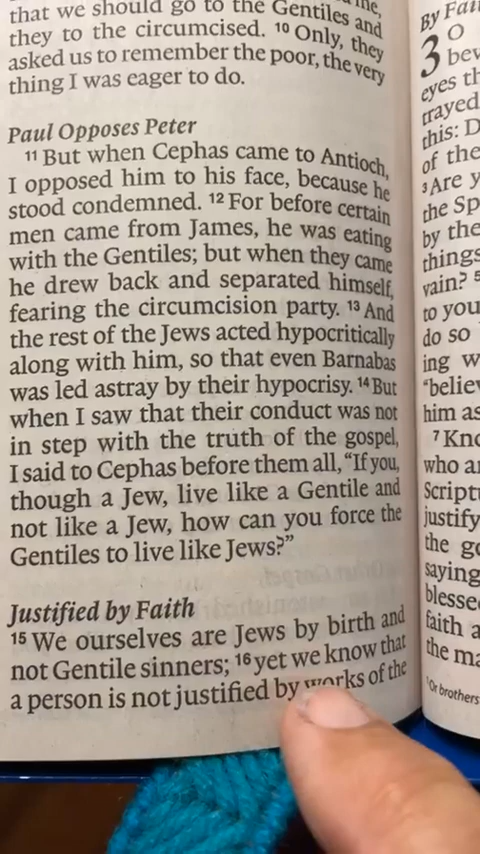 that we should go to the Gentiles and
they to the circumcised. ¹⁰ Only, they
asked us to remember the poor, the very
thing I was eager to do.
Paul Opposes Peter
¹¹ But when Cephas came to Antioch,
I opposed him to his face, because he
stood condemned. ¹² For before certain
men came from James, he was eating
with the Gentiles; but when they came
he drew back and separated himself,
fearing the circumcision party. ¹³ And
the rest of the Jews acted hypocritically
along with him, so that even Barnabas
was led astray by their hypocrisy. ¹⁴ But
when I saw that their conduct was not
in step with the truth of the gospel,
I said to Cephas before them all, “If you,
though a Jew, live like a Gentile and
not like a Jew, how can you force the
Gentiles to live like Jews?”
Justified by Faith
¹⁵ We ourselves are Jews by birth and
not Gentile sinners; ¹⁶ yet we know that
a person is not justified by works of the
By Fai
3 O
bev
eyes th
trayed
this: D
of the
³ Are y
the Sp
by the
things
vain? ⁵
to you
do so
ing w
“believ
him as
⁷ Kno
who ar
Script
justify
the go
saying
blesse
faith a
the ma
¹Or brothers